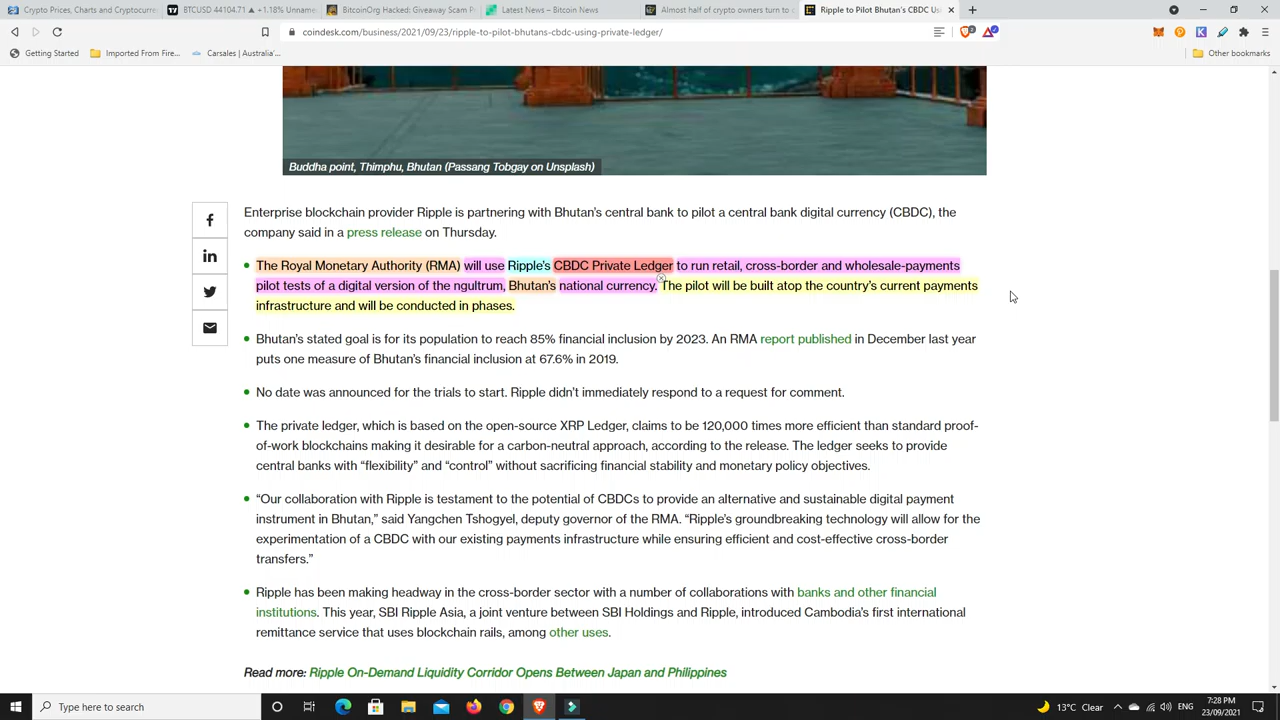 Crypto Prices, Charts and Cryptocurr
BTCUSD 44104.71 ▲ +1.18% Unname
BitcoinOrg Hacked: Giveaway Scam P
Latest News – Bitcoin News
Almost half of crypto owners turn to
Ripple to Pilot Bhutan's CBDC Us
coindesk.com/business/2021/09/23/ripple-to-pilot-bhutans-cbdc-using-private-ledger/
Getting Started
Imported From Fire...
Carsales | Australia'...
Other bookmarks
Buddha point, Thimphu, Bhutan (Passang Tobgay on Unsplash)
Enterprise blockchain provider Ripple is partnering with Bhutan's central bank to pilot a central bank digital currency (CBDC), the
company said in a press release on Thursday.
The Royal Monetary Authority (RMA) will use Ripple's CBDC Private Ledger to run retail, cross-border and wholesale-payments
pilot tests of a digital version of the ngultrum, Bhutan's national currency. The pilot will be built atop the country's current payments
infrastructure and will be conducted in phases.
Bhutan's stated goal is for its population to reach 85% financial inclusion by 2023. An RMA report published in December last year
puts one measure of Bhutan's financial inclusion at 67.6% in 2019.
No date was announced for the trials to start. Ripple didn't immediately respond to a request for comment.
The private ledger, which is based on the open-source XRP Ledger, claims to be 120,000 times more efficient than standard proof-
of-work blockchains making it desirable for a carbon-neutral approach, according to the release. The ledger seeks to provide
central banks with "flexibility" and "control" without sacrificing financial stability and monetary policy objectives.
"Our collaboration with Ripple is testament to the potential of CBDCs to provide an alternative and sustainable digital payment
instrument in Bhutan," said Yangchen Tshogyel, deputy governor of the RMA. "Ripple's groundbreaking technology will allow for the
experimentation of a CBDC with our existing payments infrastructure while ensuring efficient and cost-effective cross-border
transfers."
Ripple has been making headway in the cross-border sector with a number of collaborations with banks and other financial
institutions. This year, SBI Ripple Asia, a joint venture between SBI Holdings and Ripple, introduced Cambodia's first international
remittance service that uses blockchain rails, among other uses.
Read more: Ripple On-Demand Liquidity Corridor Opens Between Japan and Philippines
Type here to search
13°C Clear
ENG
7:28 PM
23/09/2021